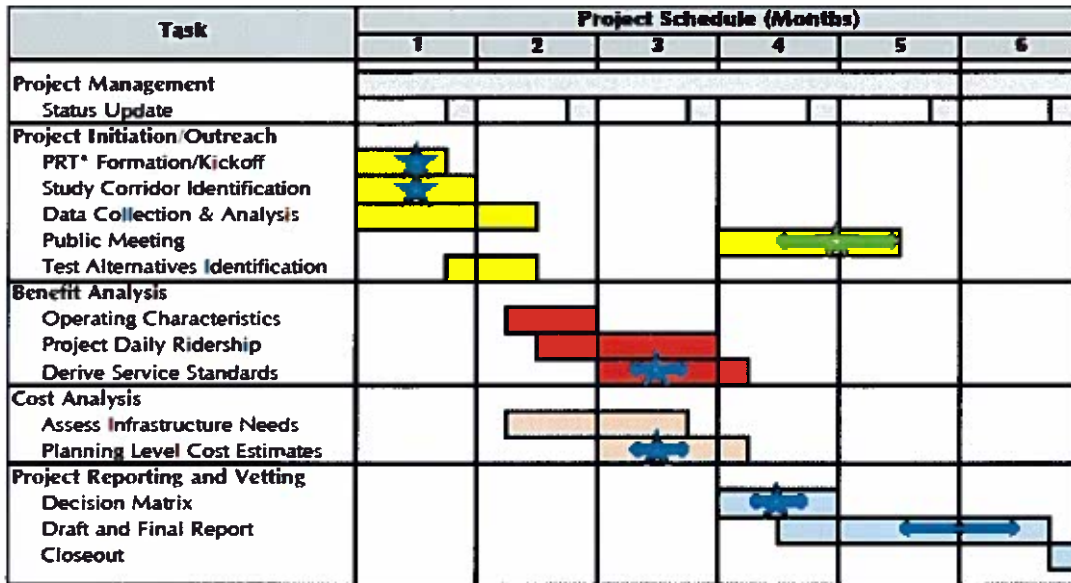 Task
Project Schedule (Months)
1 2 3 4 5 6
Project Management
Status Update
Project Initiation/Outreach
PRT* Formation/Kickoff
Study Corridor Identification
Data Collection & Analysis
Public Meeting
Test Alternatives Identification
Benefit Analysis
Operating Characteristics
Project Daily Ridership
Derive Service Standards
Cost Analysis
Assess Infrastructure Needs
Planning Level Cost Estimates
Project Reporting and Vetting
Decision Matrix
Draft and Final Report
Closeout